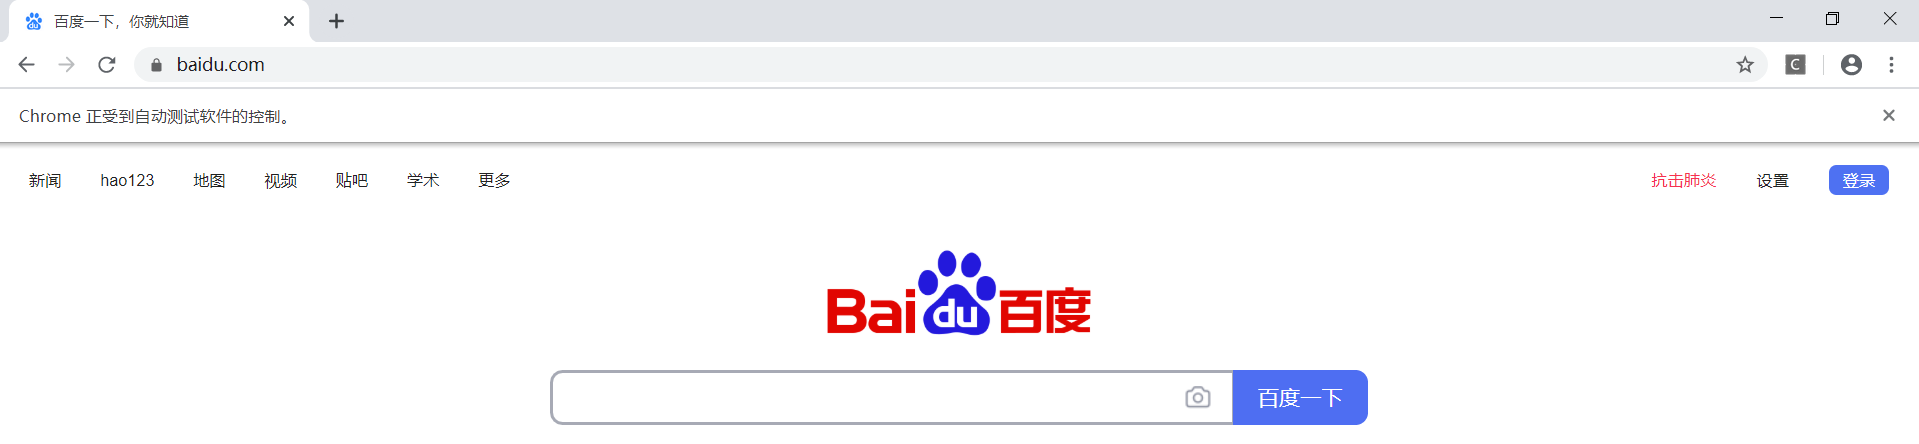 百度一下，你就知道
baidu.com
C
Chrome 正受到自动测试软件的控制。
新闻 hao123 地图 视频 贴吧 学术 更多 抗击肺炎 设置 登录
Bai du 百度
百度一下